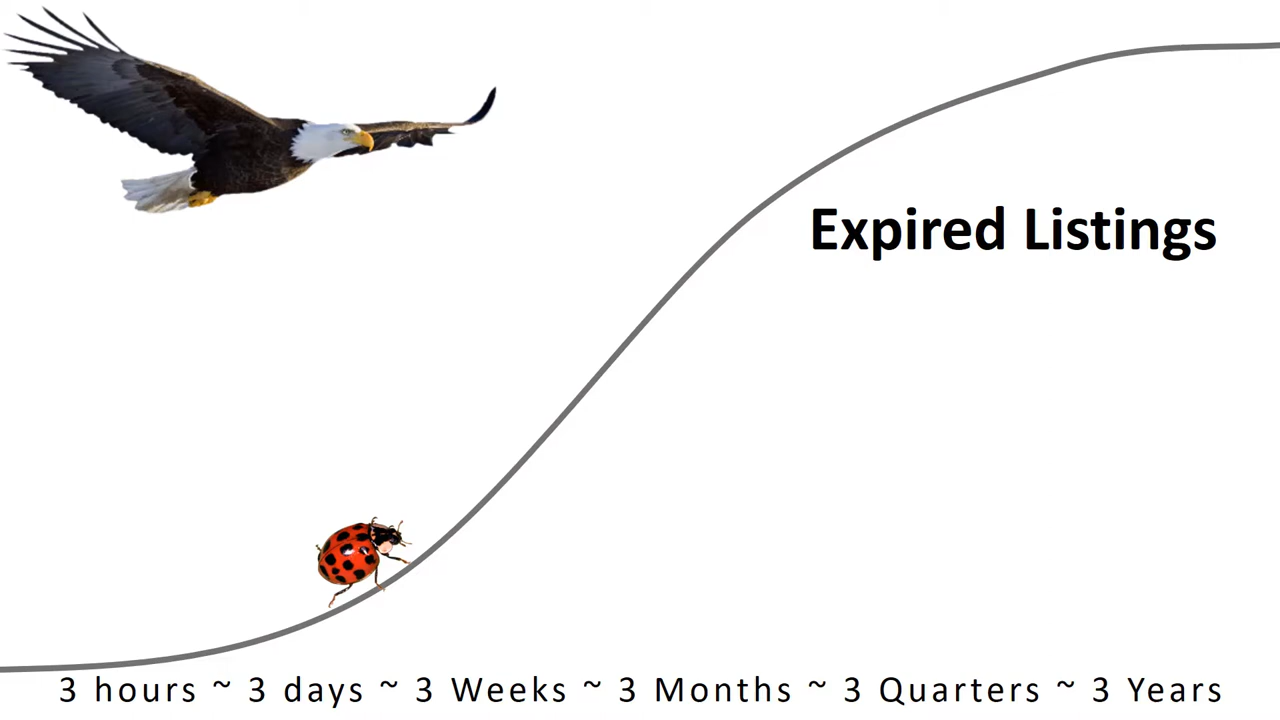 Expired Listings
3 hours ~ 3 days ~ 3 Weeks ~ 3 Months ~ 3 Quarters ~ 3 Years